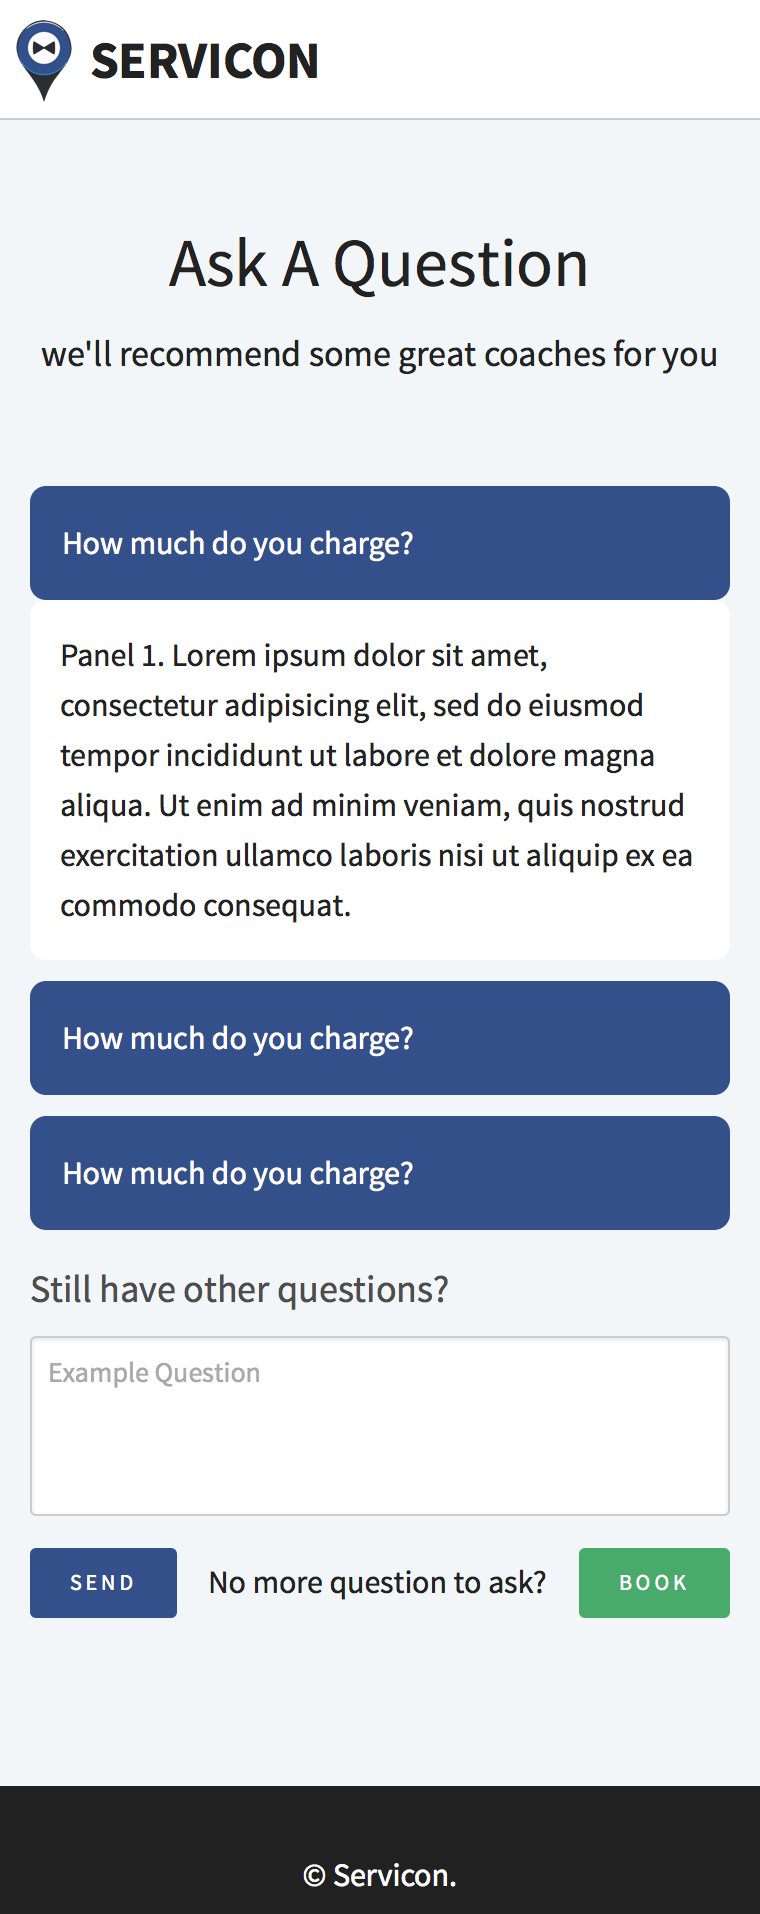 SERVICON
Ask A Question
we'll recommend some great coaches for you
How much do you charge?
Panel 1. Lorem ipsum dolor sit amet,
consectetur adipisicing elit, sed do eiusmod
tempor incididunt ut labore et dolore magna
aliqua. Ut enim ad minim veniam, quis nostrud
exercitation ullamco laboris nisi ut aliquip ex ea
commodo consequat.
How much do you charge?
How much do you charge?
Still have other questions?
Example Question
SEND No more question to ask? BOOK
© Servicon.